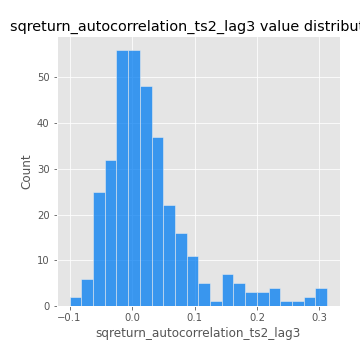 sqreturn_autocorrelation_ts2_lag3 value distribut
Count
50
40
30
20
10
0
−0.1 0.0 0.1 0.2 0.3
sqreturn_autocorrelation_ts2_lag3